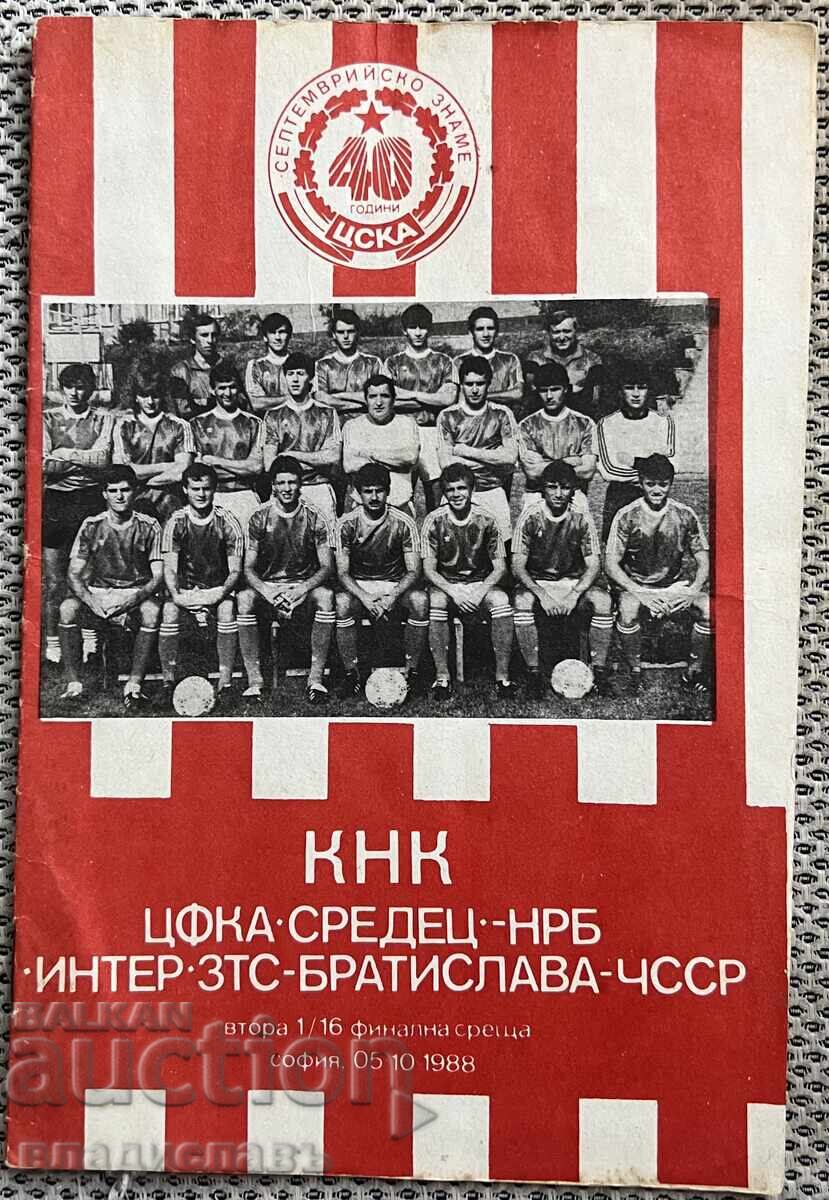 СЕПТЕМВРИЙСКО ЗНАМЕ
ГОДИНИ
ЦСКА
КНК
ЦФКА·СРЕДЕЦ·-НРБ
·ИНТЕР·ЗТС-БРАТИСЛАВА-ЧССР
втора 1/16 финална среща
софия, 05 10 1988
BALKAN
auction
владиславъ